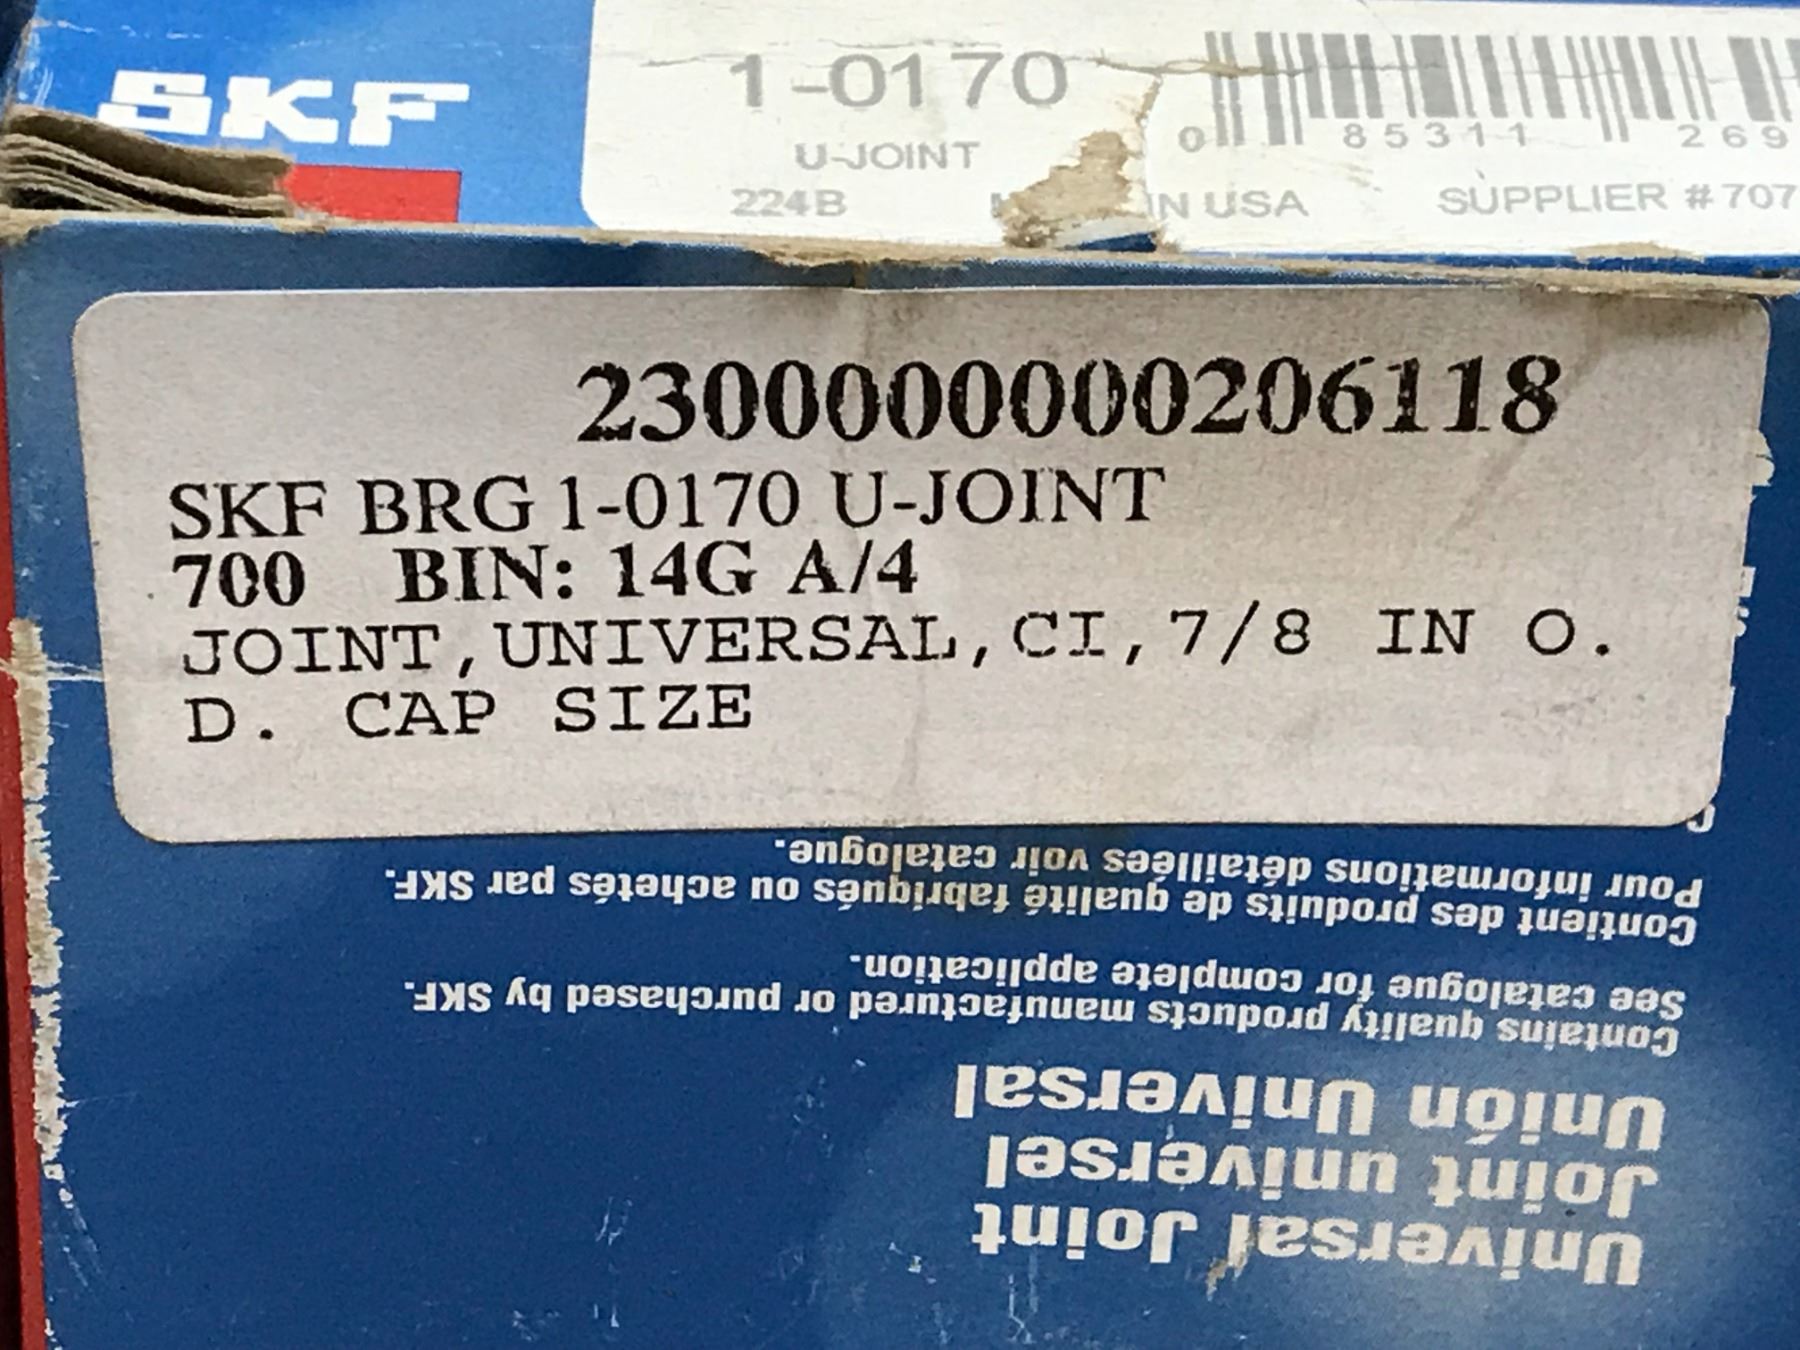 SKF
1-0170
U-JOINT
224B IN USA SUPPLIER #707
0 85311 269
2300000000206118
SKF BRG 1-0170 U-JOINT
700 BIN: 14G A/4
JOINT,UNIVERSAL,CI,7/8 IN O.
D. CAP SIZE
Universal Joint
Joint universel
Unión Universal
Contains quality products manufactured or purchased by SKF.
See catalogue for complete application.
Contient des produits de qualité fabriqués ou achetés par SKF.
Pour informations détaillées voir catalogue.